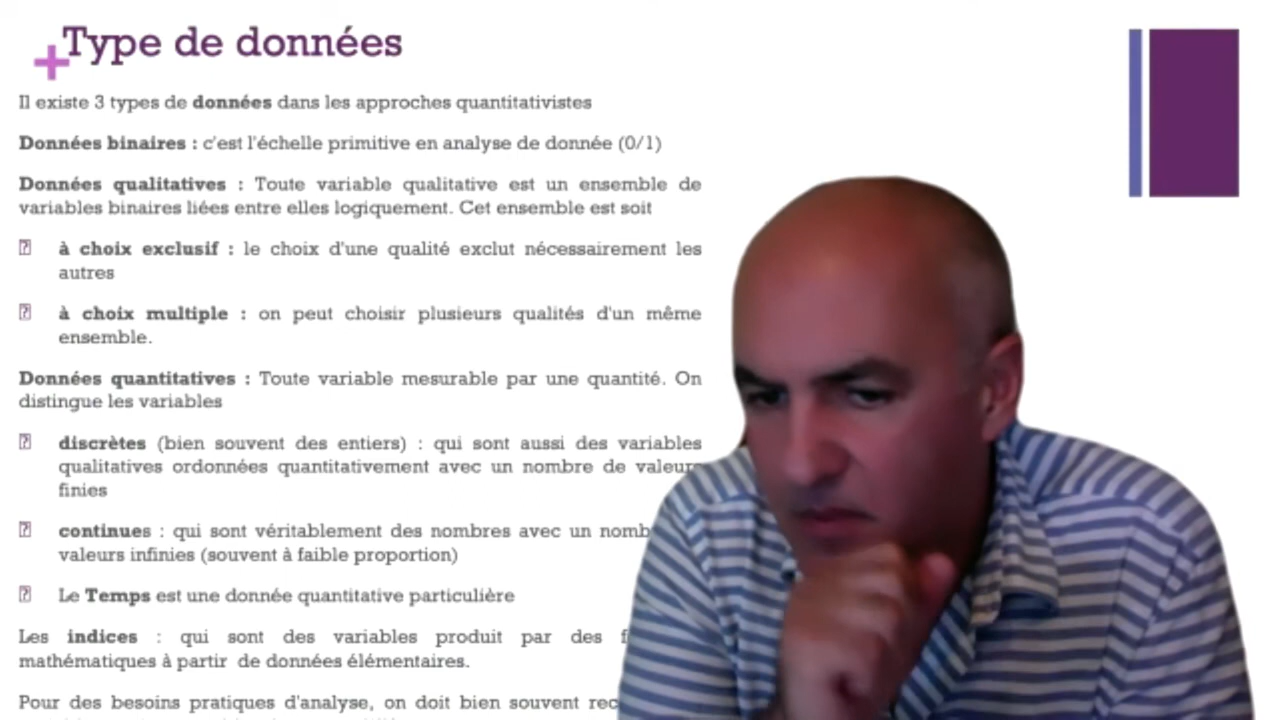 Type de données
Il existe 3 types de données dans les approches quantitativistes
Données binaires : c'est l'échelle primitive en analyse de donnée (0/1)
Données qualitatives : Toute variable qualitative est un ensemble de
variables binaires liées entre elles logiquement. Cet ensemble est soit
à choix exclusif : le choix d'une qualité exclut nécessairement les
autres
à choix multiple : on peut choisir plusieurs qualités d'un même
ensemble.
Données quantitatives : Toute variable mesurable par une quantité. On
distingue les variables
discrètes (bien souvent des entiers) : qui sont aussi des variables
qualitatives ordonnées quantitativement avec un nombre de valeurs
finies
continues : qui sont véritablement des nombres avec un
valeurs infinies (souvent à faible proportion)
Le Temps est une donnée quantitative particulière
Les indices : qui sont des variables produit par des
mathématiques à partir de données élémentaires.
Pour des besoins pratiques d'analyse, on doit bien souvent